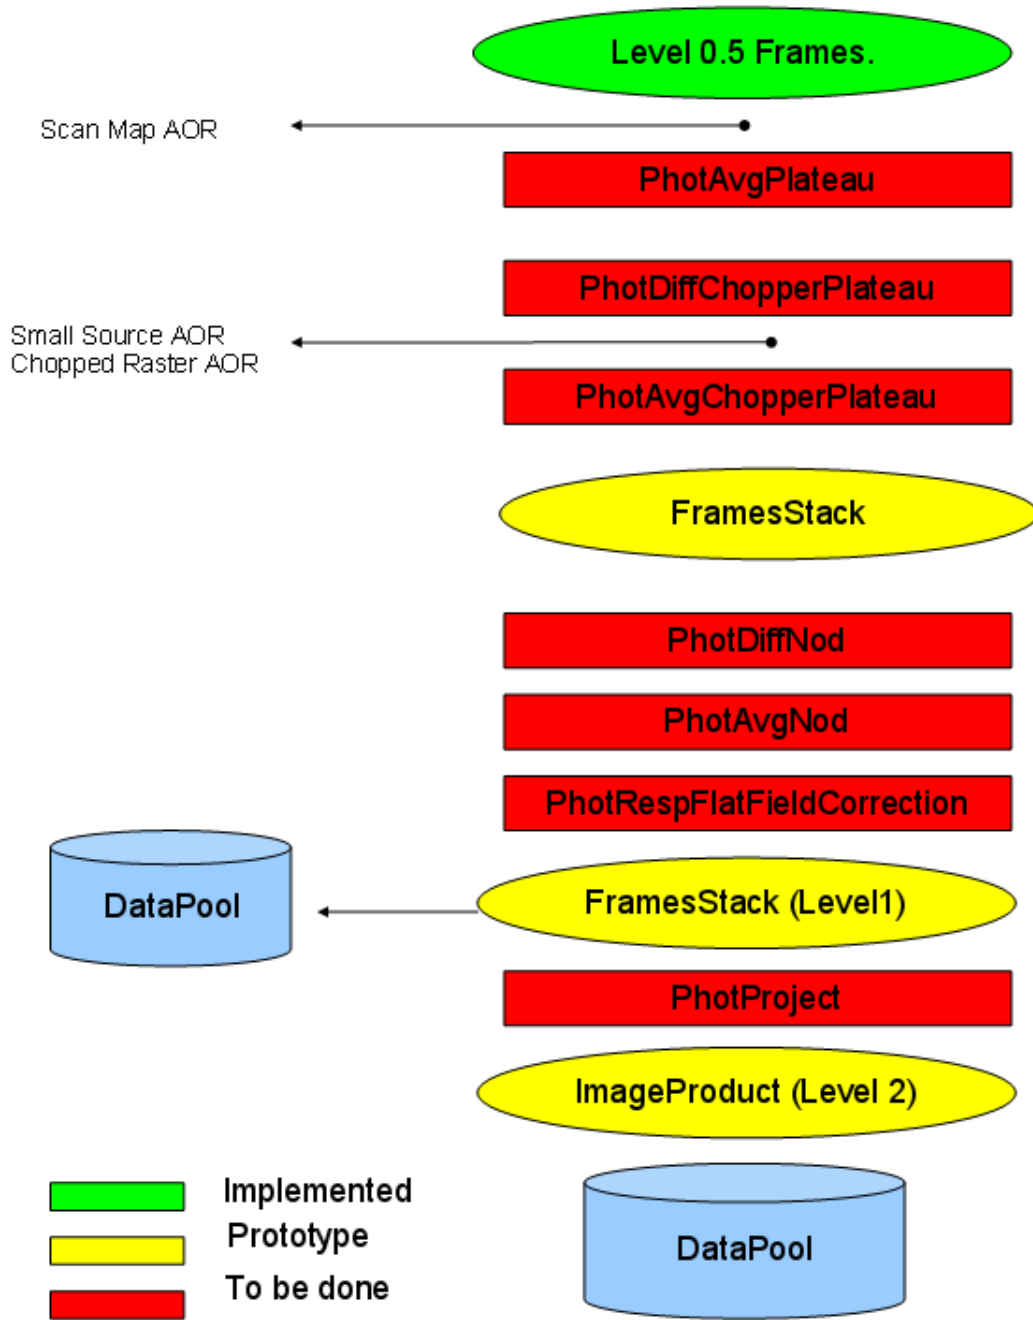 Level 0.5 Frames.
Scan Map AOR
PhotAvgPlateau
PhotDiffChopperPlateau
Small Source AOR
Chopped Raster AOR
PhotAvgChopperPlateau
FramesStack
PhotDiffNod
PhotAvgNod
PhotRespFlatFieldCorrection
DataPool
FramesStack (Level1)
PhotProject
ImageProduct (Level 2)
Implemented
Prototype
To be done
DataPool